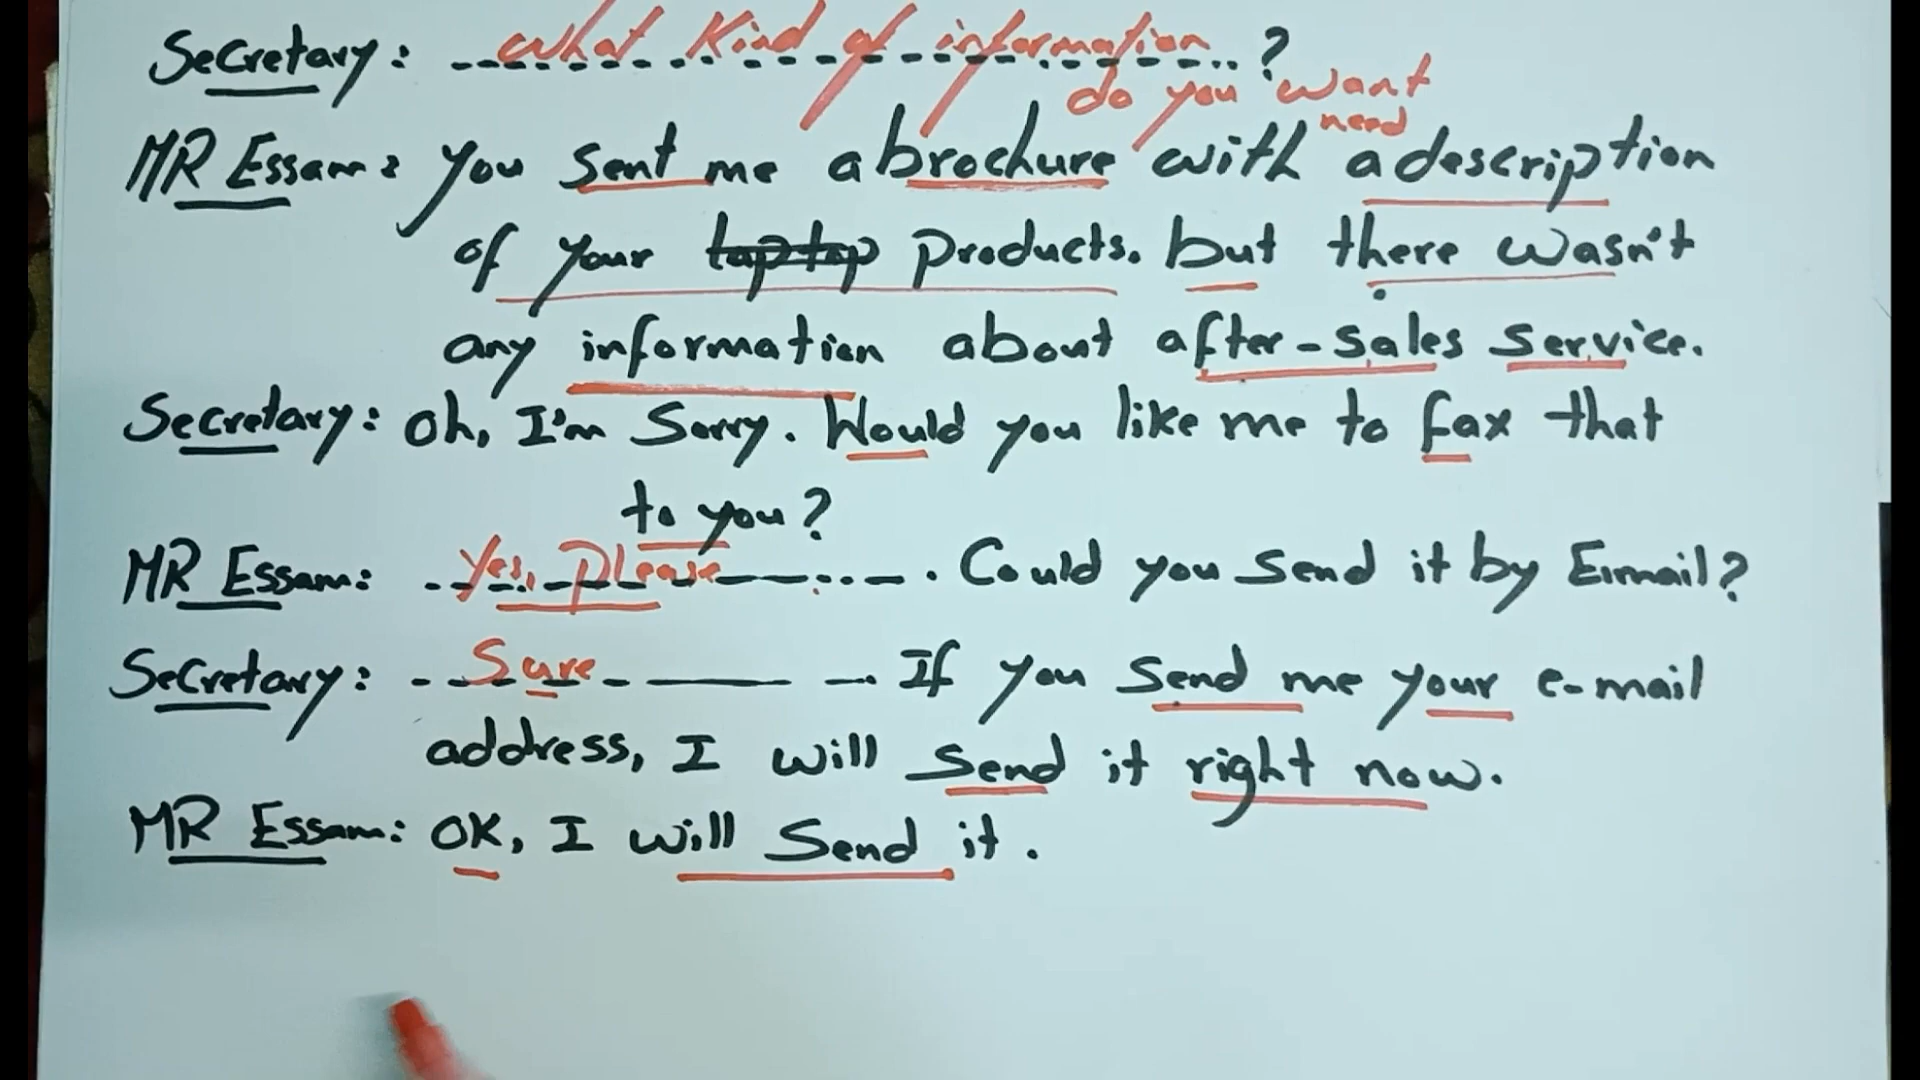 Secretary: what kind of information ?
do you want
need
MR Essam: You sent me a brochure with a description
of your laptop products. but there wasn't
any information about after-sales service.
Secretary: Oh, I'm Sorry. Would you like me to fax that
to you?
MR Essam: Yes, Please . Could you send it by Email?
Secretary: Sure . If you send me your e-mail
address, I will send it right now.
MR Essam: OK, I will send it.